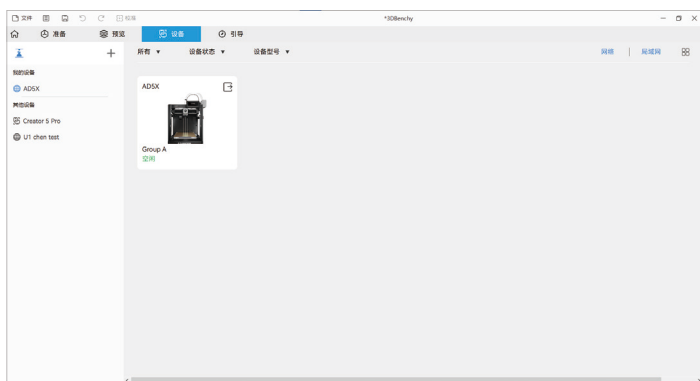 文件 校准 *3DBenchy
准备 预览 设备 引导
所有 设备状态 设备型号 网络 局域网
我的设备
AD5X
其他设备
Creator 5 Pro
U1 chen test
AD5X
Group A
空闲